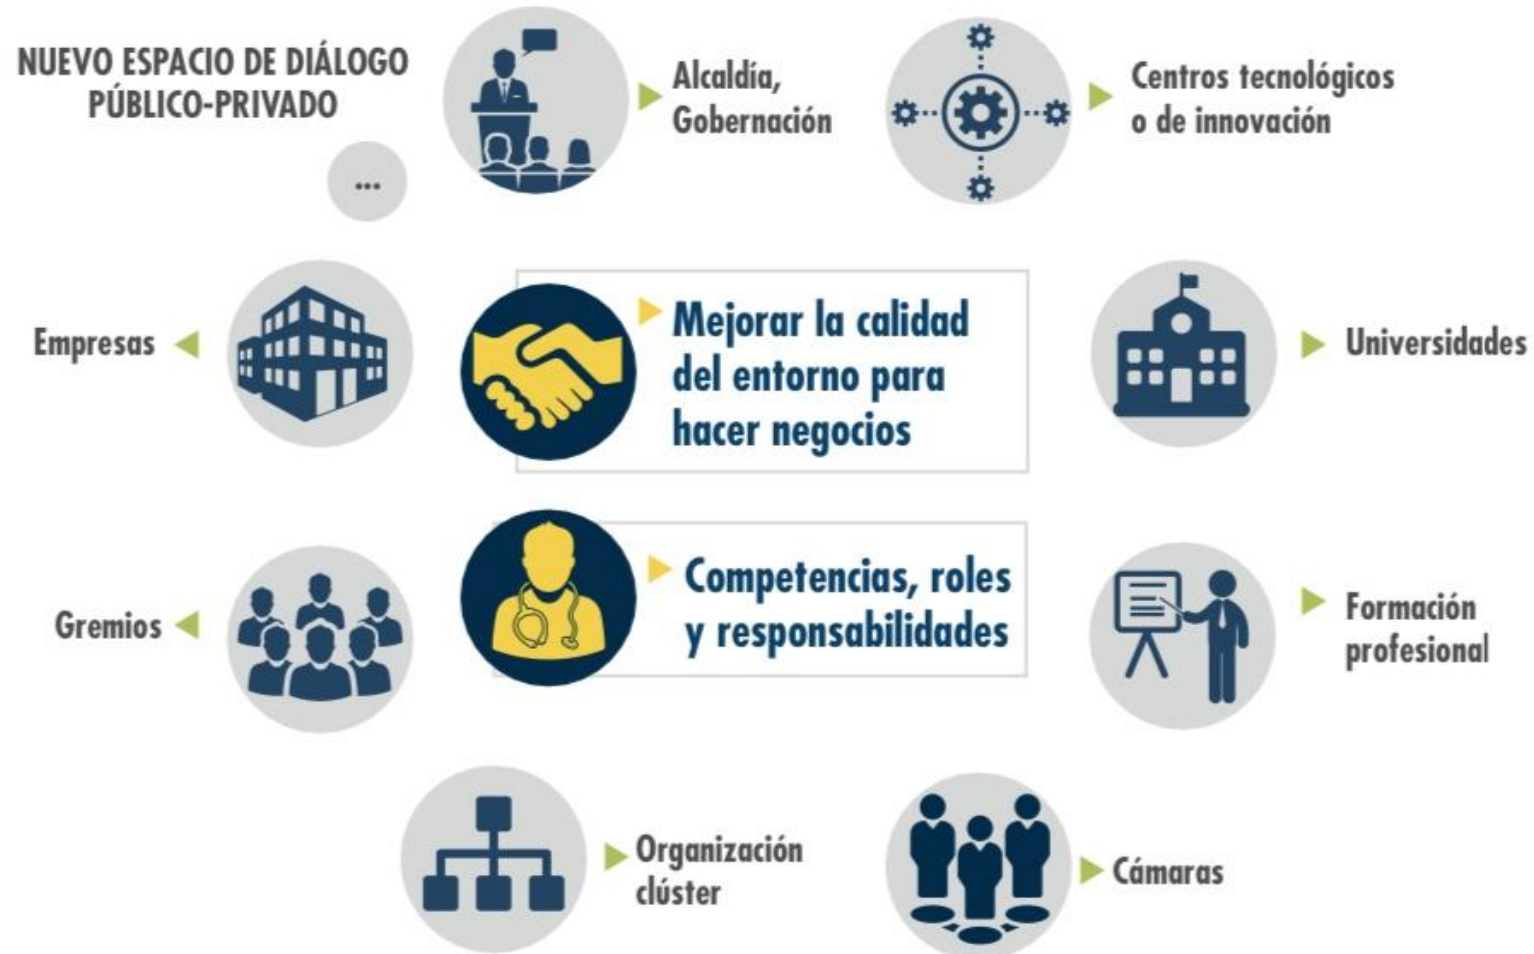 NUEVO ESPACIO DE DIÁLOGO
PÚBLICO-PRIVADO
...
Alcaldía,
Gobernación
Centros tecnológicos
o de innovación
Empresas
Mejorar la calidad
del entorno para
hacer negocios
Universidades
Gremios
Competencias, roles
y responsabilidades
Formación
profesional
Organización
clúster
Cámaras